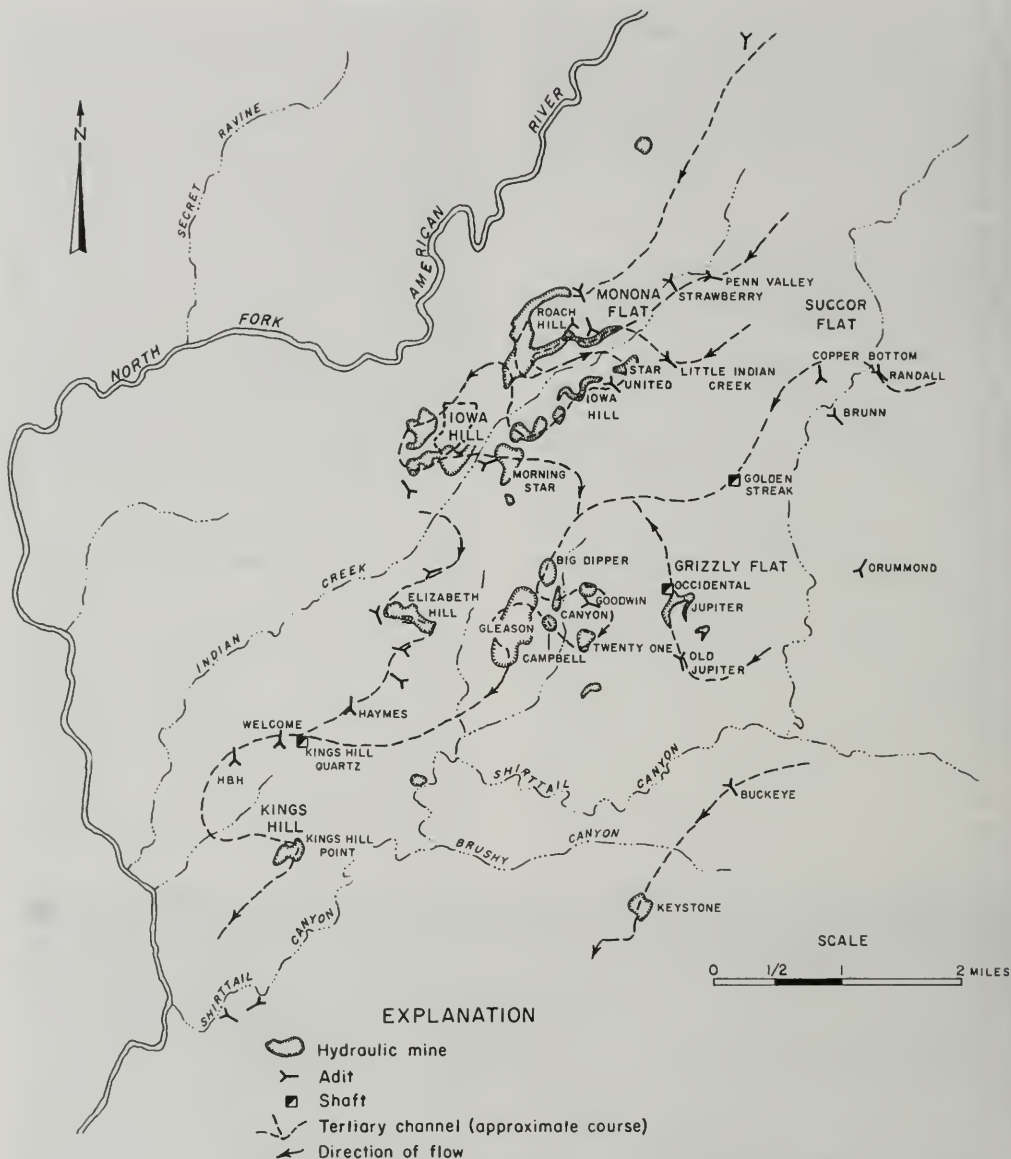 N
SECRET RAVINE
NORTH FORK AMERICAN RIVER
MONONA
FLAT
ROACH
HILL
STRAWBERRY
PENN VALLEY
SUCCOR
FLAT
COPPER BOTTOM
RANDALL
LITTLE INDIAN
CREEK
STAR
UNITED
IOWA
HILL
BRUNN
IOWA
HILL
MORNING
STAR
GOLDEN
STREAK
BIG DIPPER
GRIZZLY FLAT
OCCIDENTAL
DRUMMOND
JUPITER
GOODWIN
CANYON)
ELIZABETH
HILL
GLEASON
TWENTY ONE
CAMPBELL
OLD
JUPITER
INDIAN CREEK
HAYMES
WELCOME
KINGS HILL
QUARTZ
HBH
SHIRTTAIL CANYON
BUCKEYE
KINGS
HILL
KINGS HILL
POINT
BRUSHY CANYON
KEYSTONE
SHIRTTAIL CANYON
SCALE
0 1/2 1 2 MILES
EXPLANATION
Hydraulic mine
Adit
Shaft
Tertiary channel (approximate course)
Direction of flow